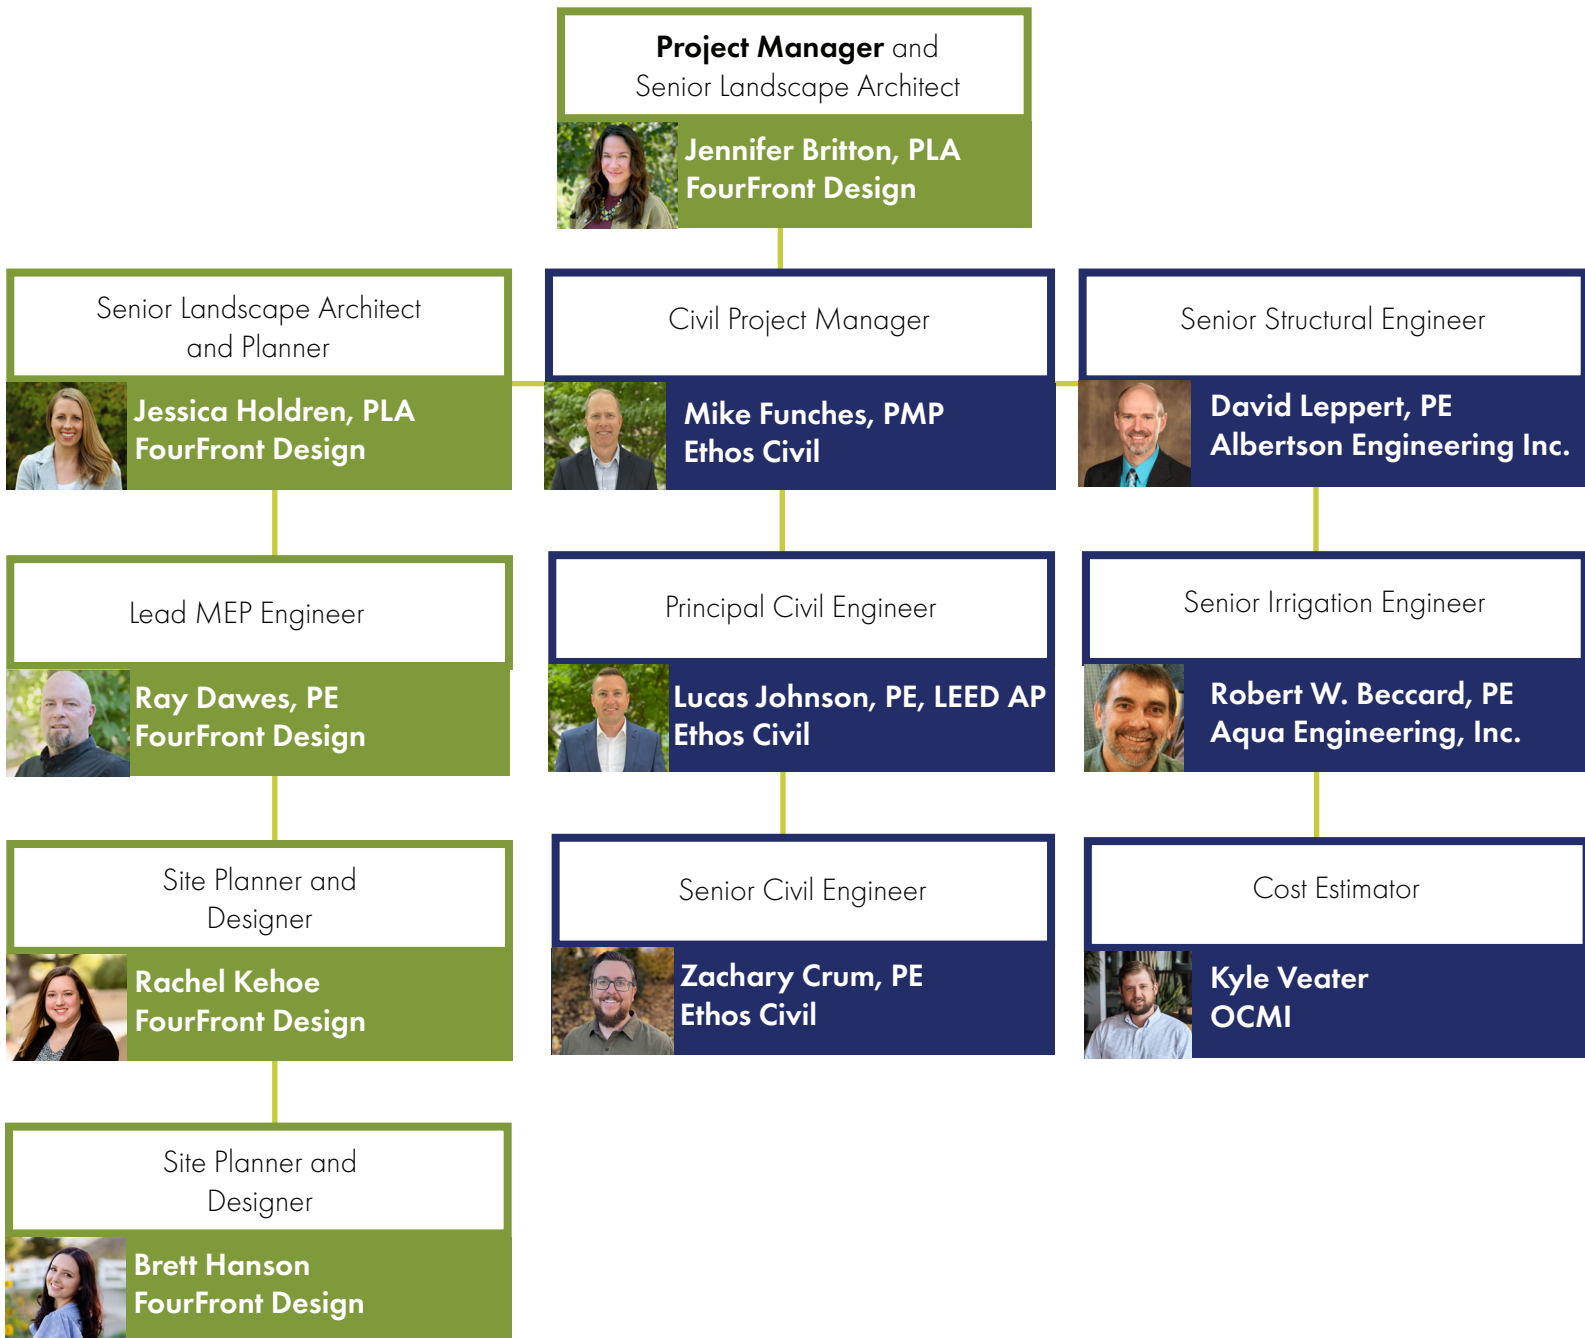 Project Manager and
Senior Landscape Architect
Jennifer Britton, PLA
FourFront Design
Senior Landscape Architect
and Planner
Jessica Holdren, PLA
FourFront Design
Civil Project Manager
Mike Funches, PMP
Ethos Civil
Senior Structural Engineer
David Leppert, PE
Albertson Engineering Inc.
Lead MEP Engineer
Ray Dawes, PE
FourFront Design
Principal Civil Engineer
Lucas Johnson, PE, LEED AP
Ethos Civil
Senior Irrigation Engineer
Robert W. Beccard, PE
Aqua Engineering, Inc.
Site Planner and
Designer
Rachel Kehoe
FourFront Design
Senior Civil Engineer
Zachary Crum, PE
Ethos Civil
Cost Estimator
Kyle Veater
OCMI
Site Planner and
Designer
Brett Hanson
FourFront Design